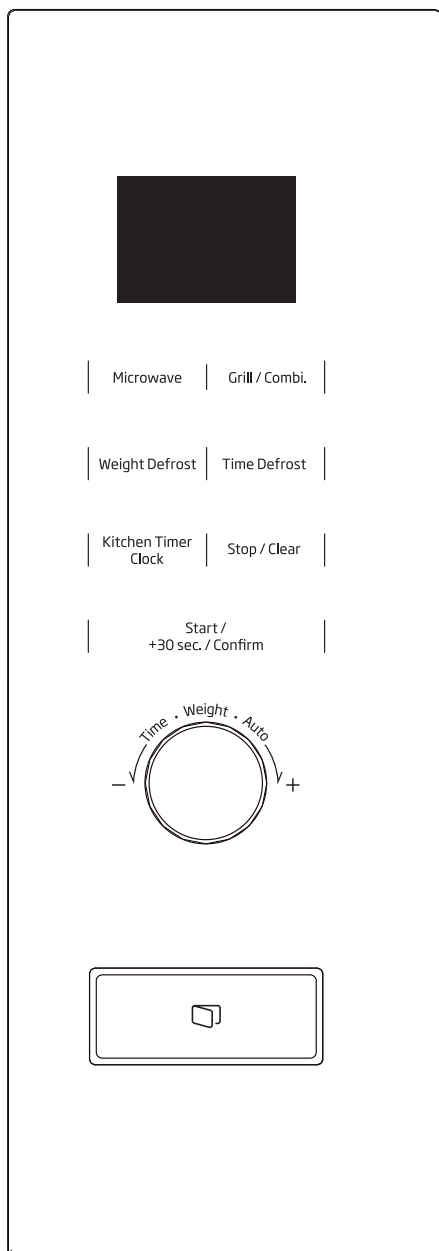 Microwave
Grill / Combi.
Weight Defrost
Time Defrost
Kitchen Timer
Clock
Stop / Clear
Start /
+30 sec. / Confirm
Time · Weight · Auto
− +